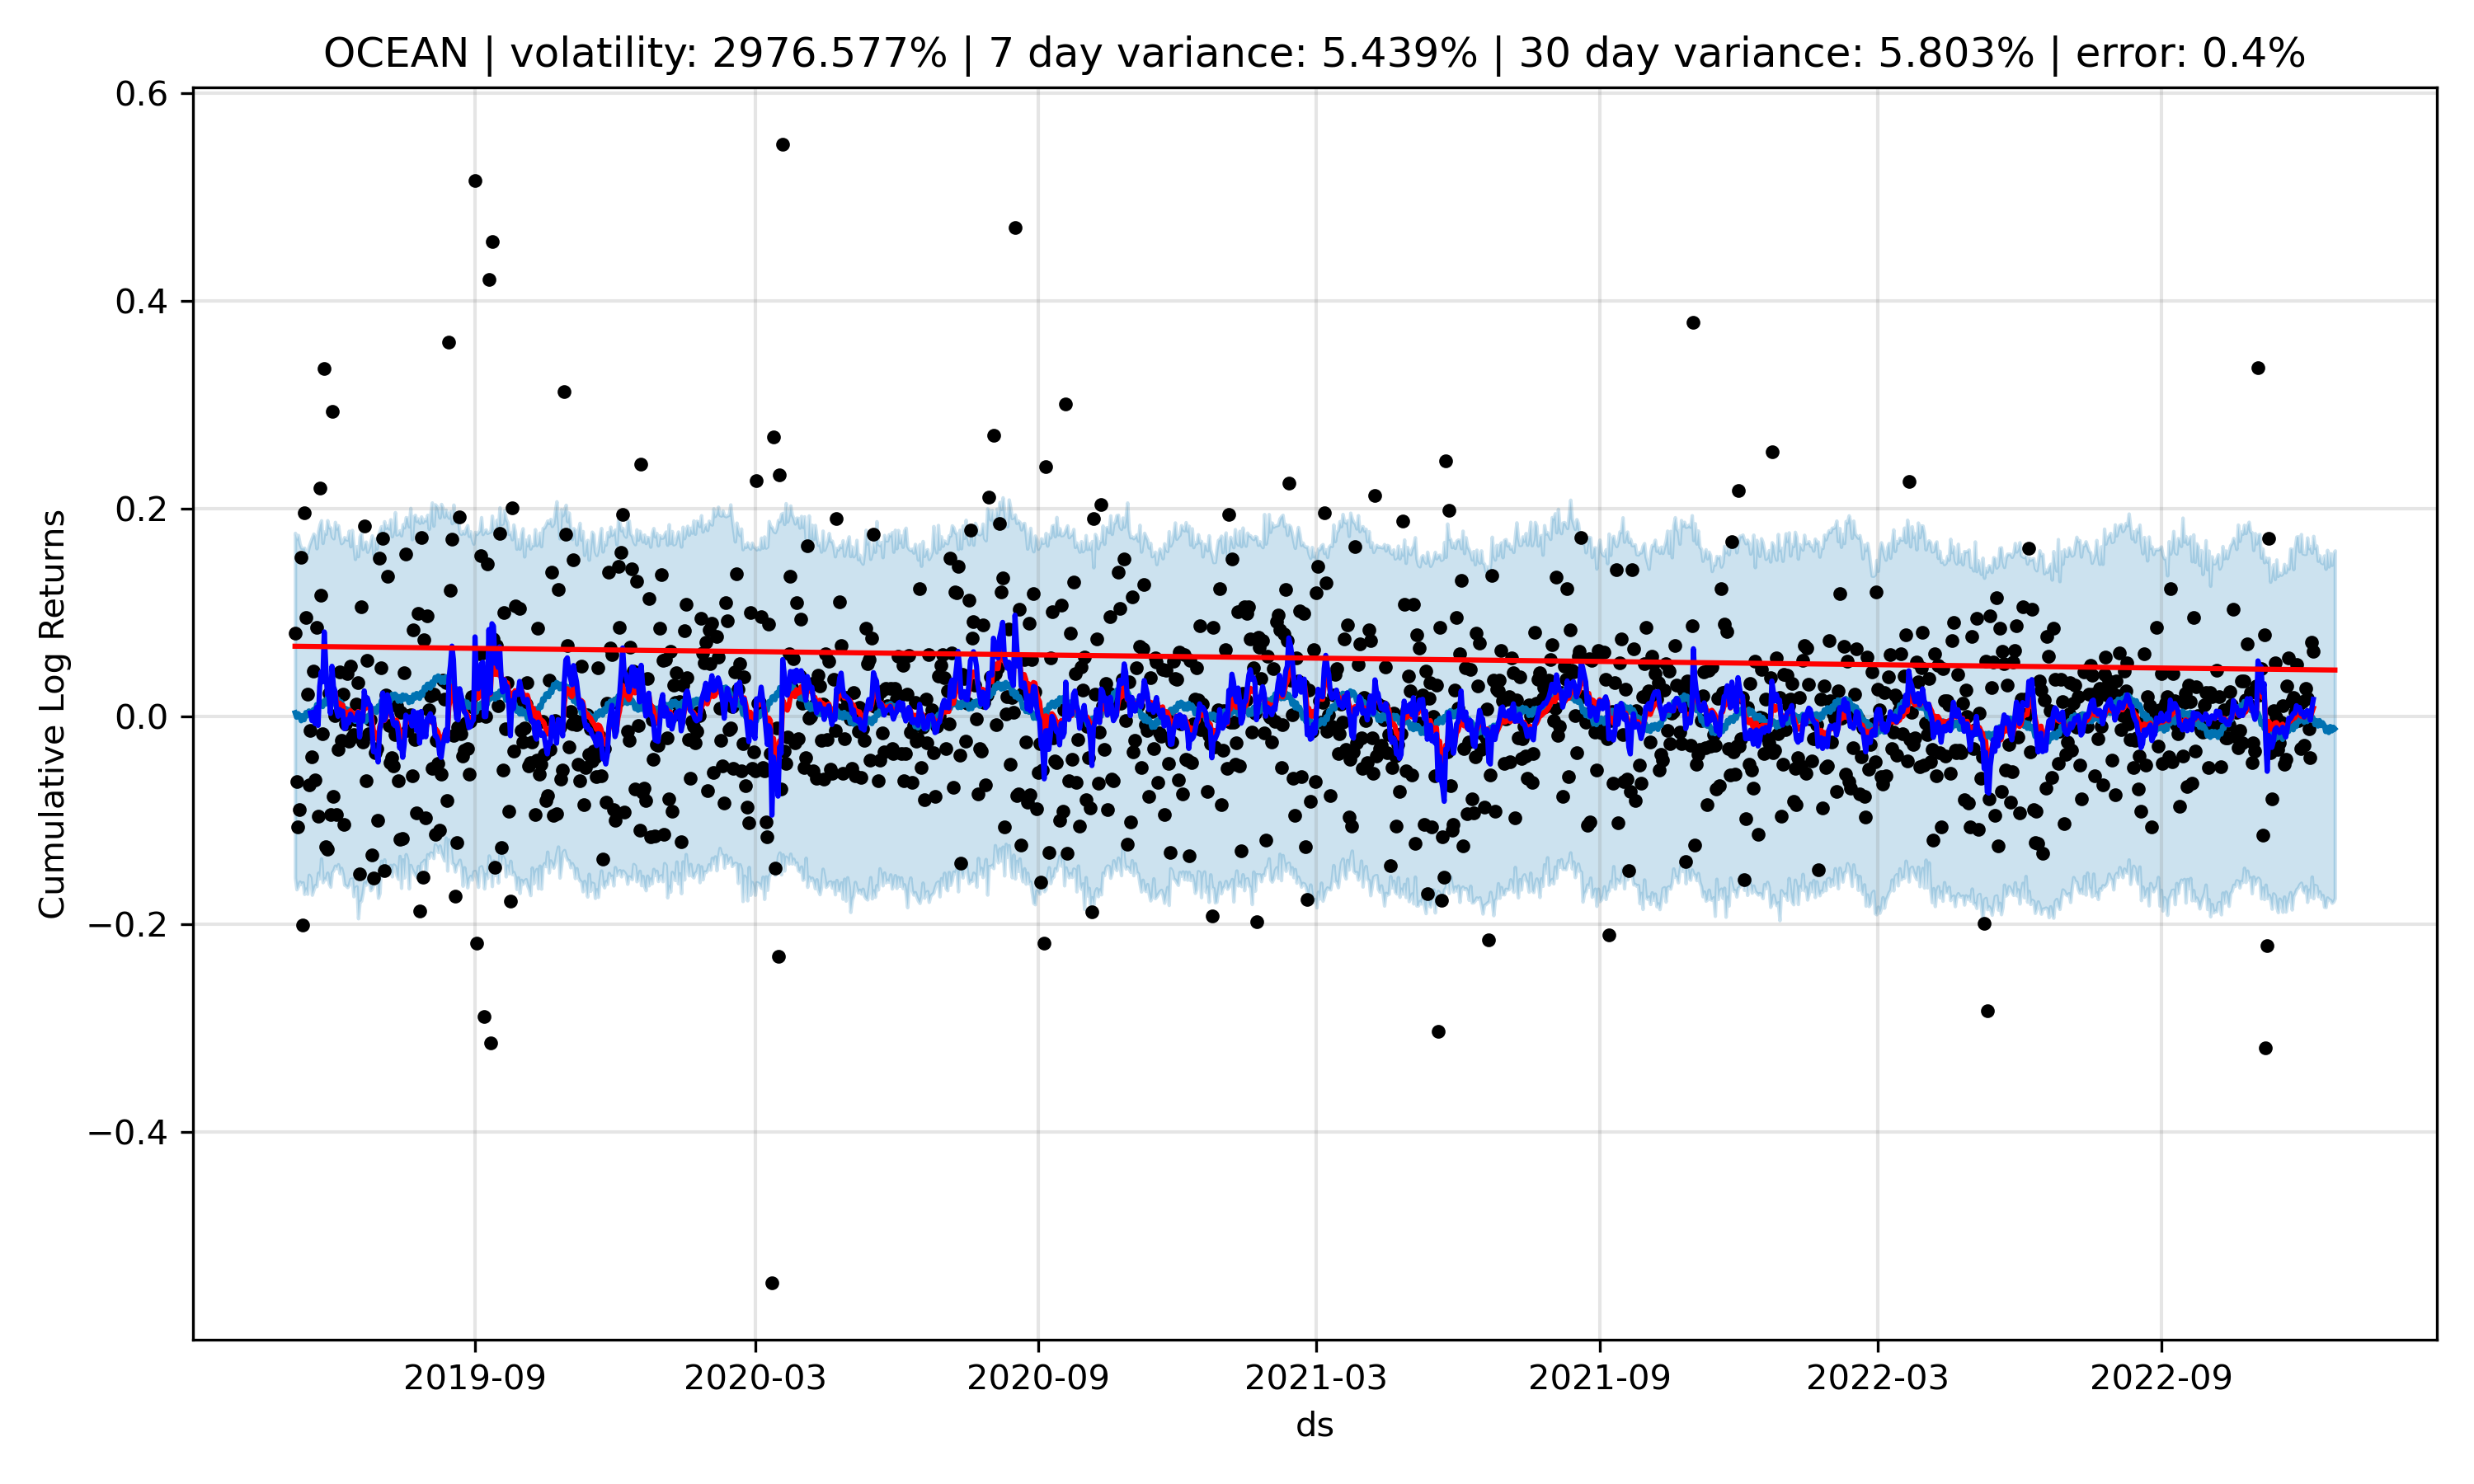 OCEAN | volatility: 2976.577% | 7 day variance: 5.439% | 30 day variance: 5.803% | error: 0.4%
0.6
0.4
0.2
0.0
−0.2
−0.4
Cumulative Log Returns
2019-09 2020-03 2020-09 2021-03 2021-09 2022-03 2022-09
ds